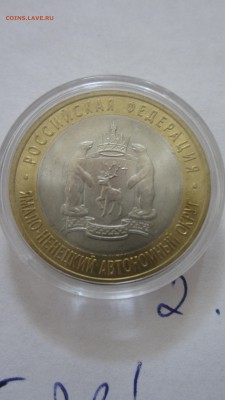 COINS.LAVE.RU
РОССИЙСКАЯ ФЕДЕРАЦИЯ
ЯМАЛО-НЕНЕЦКИЙ АВТОНОМНЫЙ ОКРУГ
2.